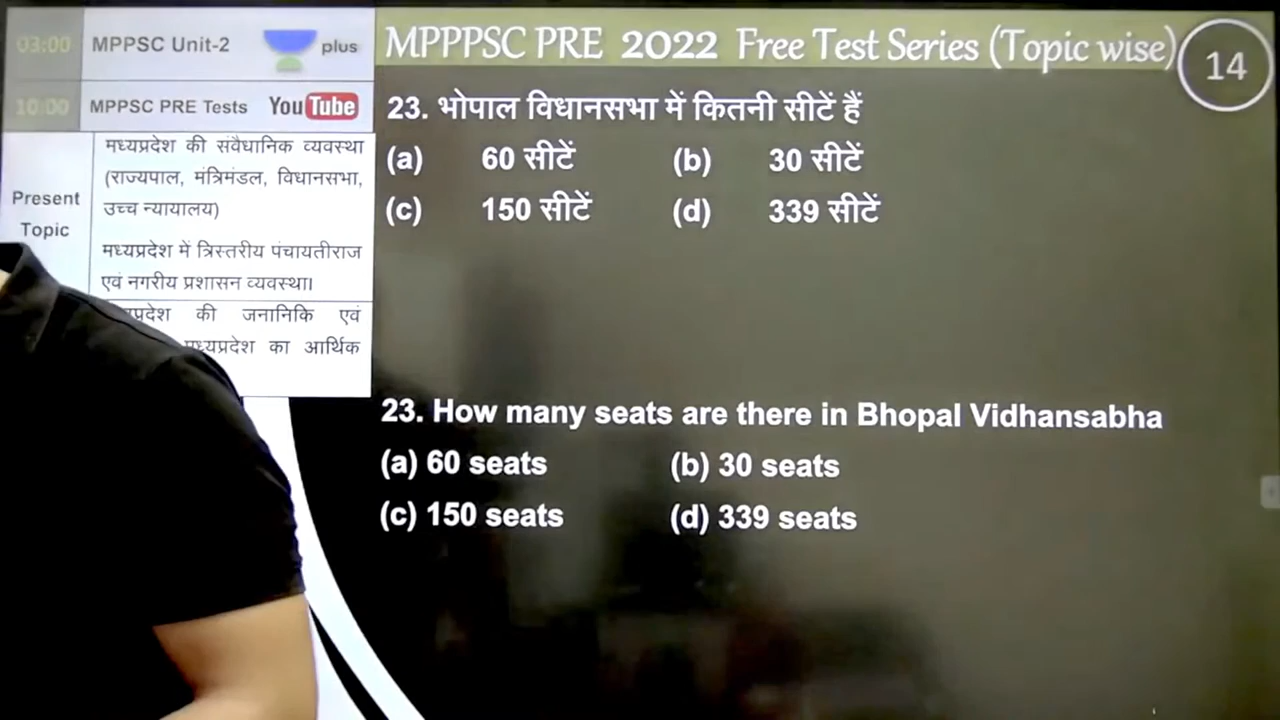 03:00 MPPSC Unit-2 plus
10:00 MPPSC PRE Tests YouTube
Present Topic
मध्यप्रदेश की संवैधानिक व्यवस्था
(राज्यपाल, मंत्रिमंडल, विधानसभा,
उच्च न्यायालय)
मध्यप्रदेश में त्रिस्तरीय पंचायतीराज
एवं नगरीय प्रशासन व्यवस्था।
की जनानिकि एवं
मध्यप्रदेश का आर्थिक
MPPPSC PRE 2022 Free Test Series (Topic wise) 14
23. भोपाल विधानसभा में कितनी सीटें हैं
(a) 60 सीटें (b) 30 सीटें
(c) 150 सीटें (d) 339 सीटें
23. How many seats are there in Bhopal Vidhansabha
(a) 60 seats (b) 30 seats
(c) 150 seats (d) 339 seats